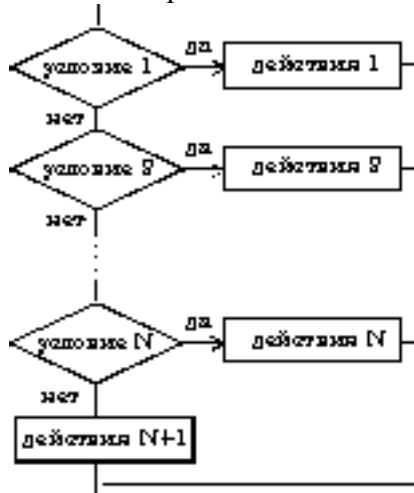 да
условие 1
действия 1
нет
да
условие 2
действия 2
нет
да
условие N
действия N
нет
действия N+1